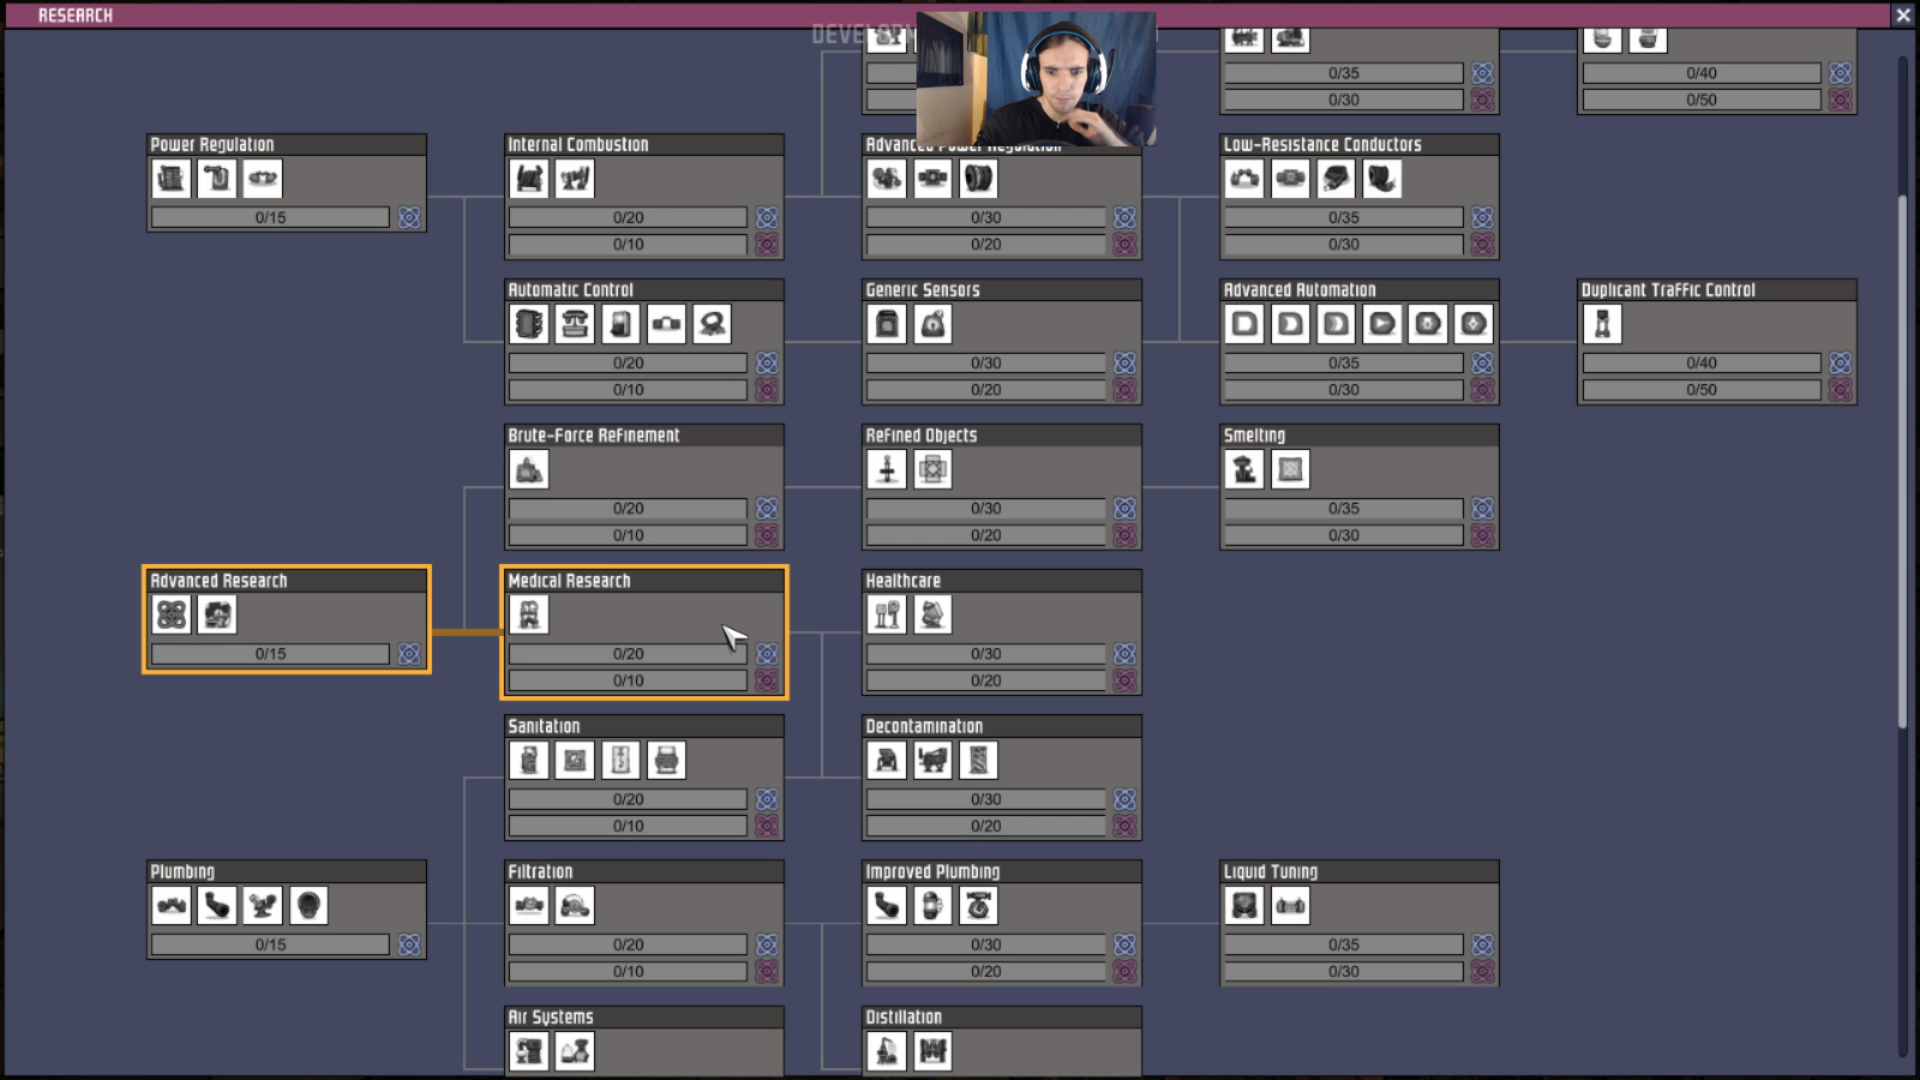 RESEARCH
DEVELOPM
0/35
0/40
0/30
0/50
Power Regulation
Internal Combustion
Advanced Power Regulation
Low-Resistance Conductors
0/15
0/20
0/30
0/35
0/10
0/20
0/30
Automatic Control
Generic Sensors
Advanced Automation
Duplicant Traffic Control
0/20
0/30
0/35
0/40
0/10
0/20
0/30
0/50
Brute-Force Refinement
Refined Objects
Smelting
0/20
0/30
0/35
0/10
0/20
0/30
Advanced Research
Medical Research
Healthcare
0/15
0/20
0/30
0/10
0/20
Sanitation
Decontamination
0/20
0/30
0/10
0/20
Plumbing
Filtration
Improved Plumbing
Liquid Tuning
0/15
0/20
0/30
0/35
0/10
0/20
0/30
Air Systems
Distillation